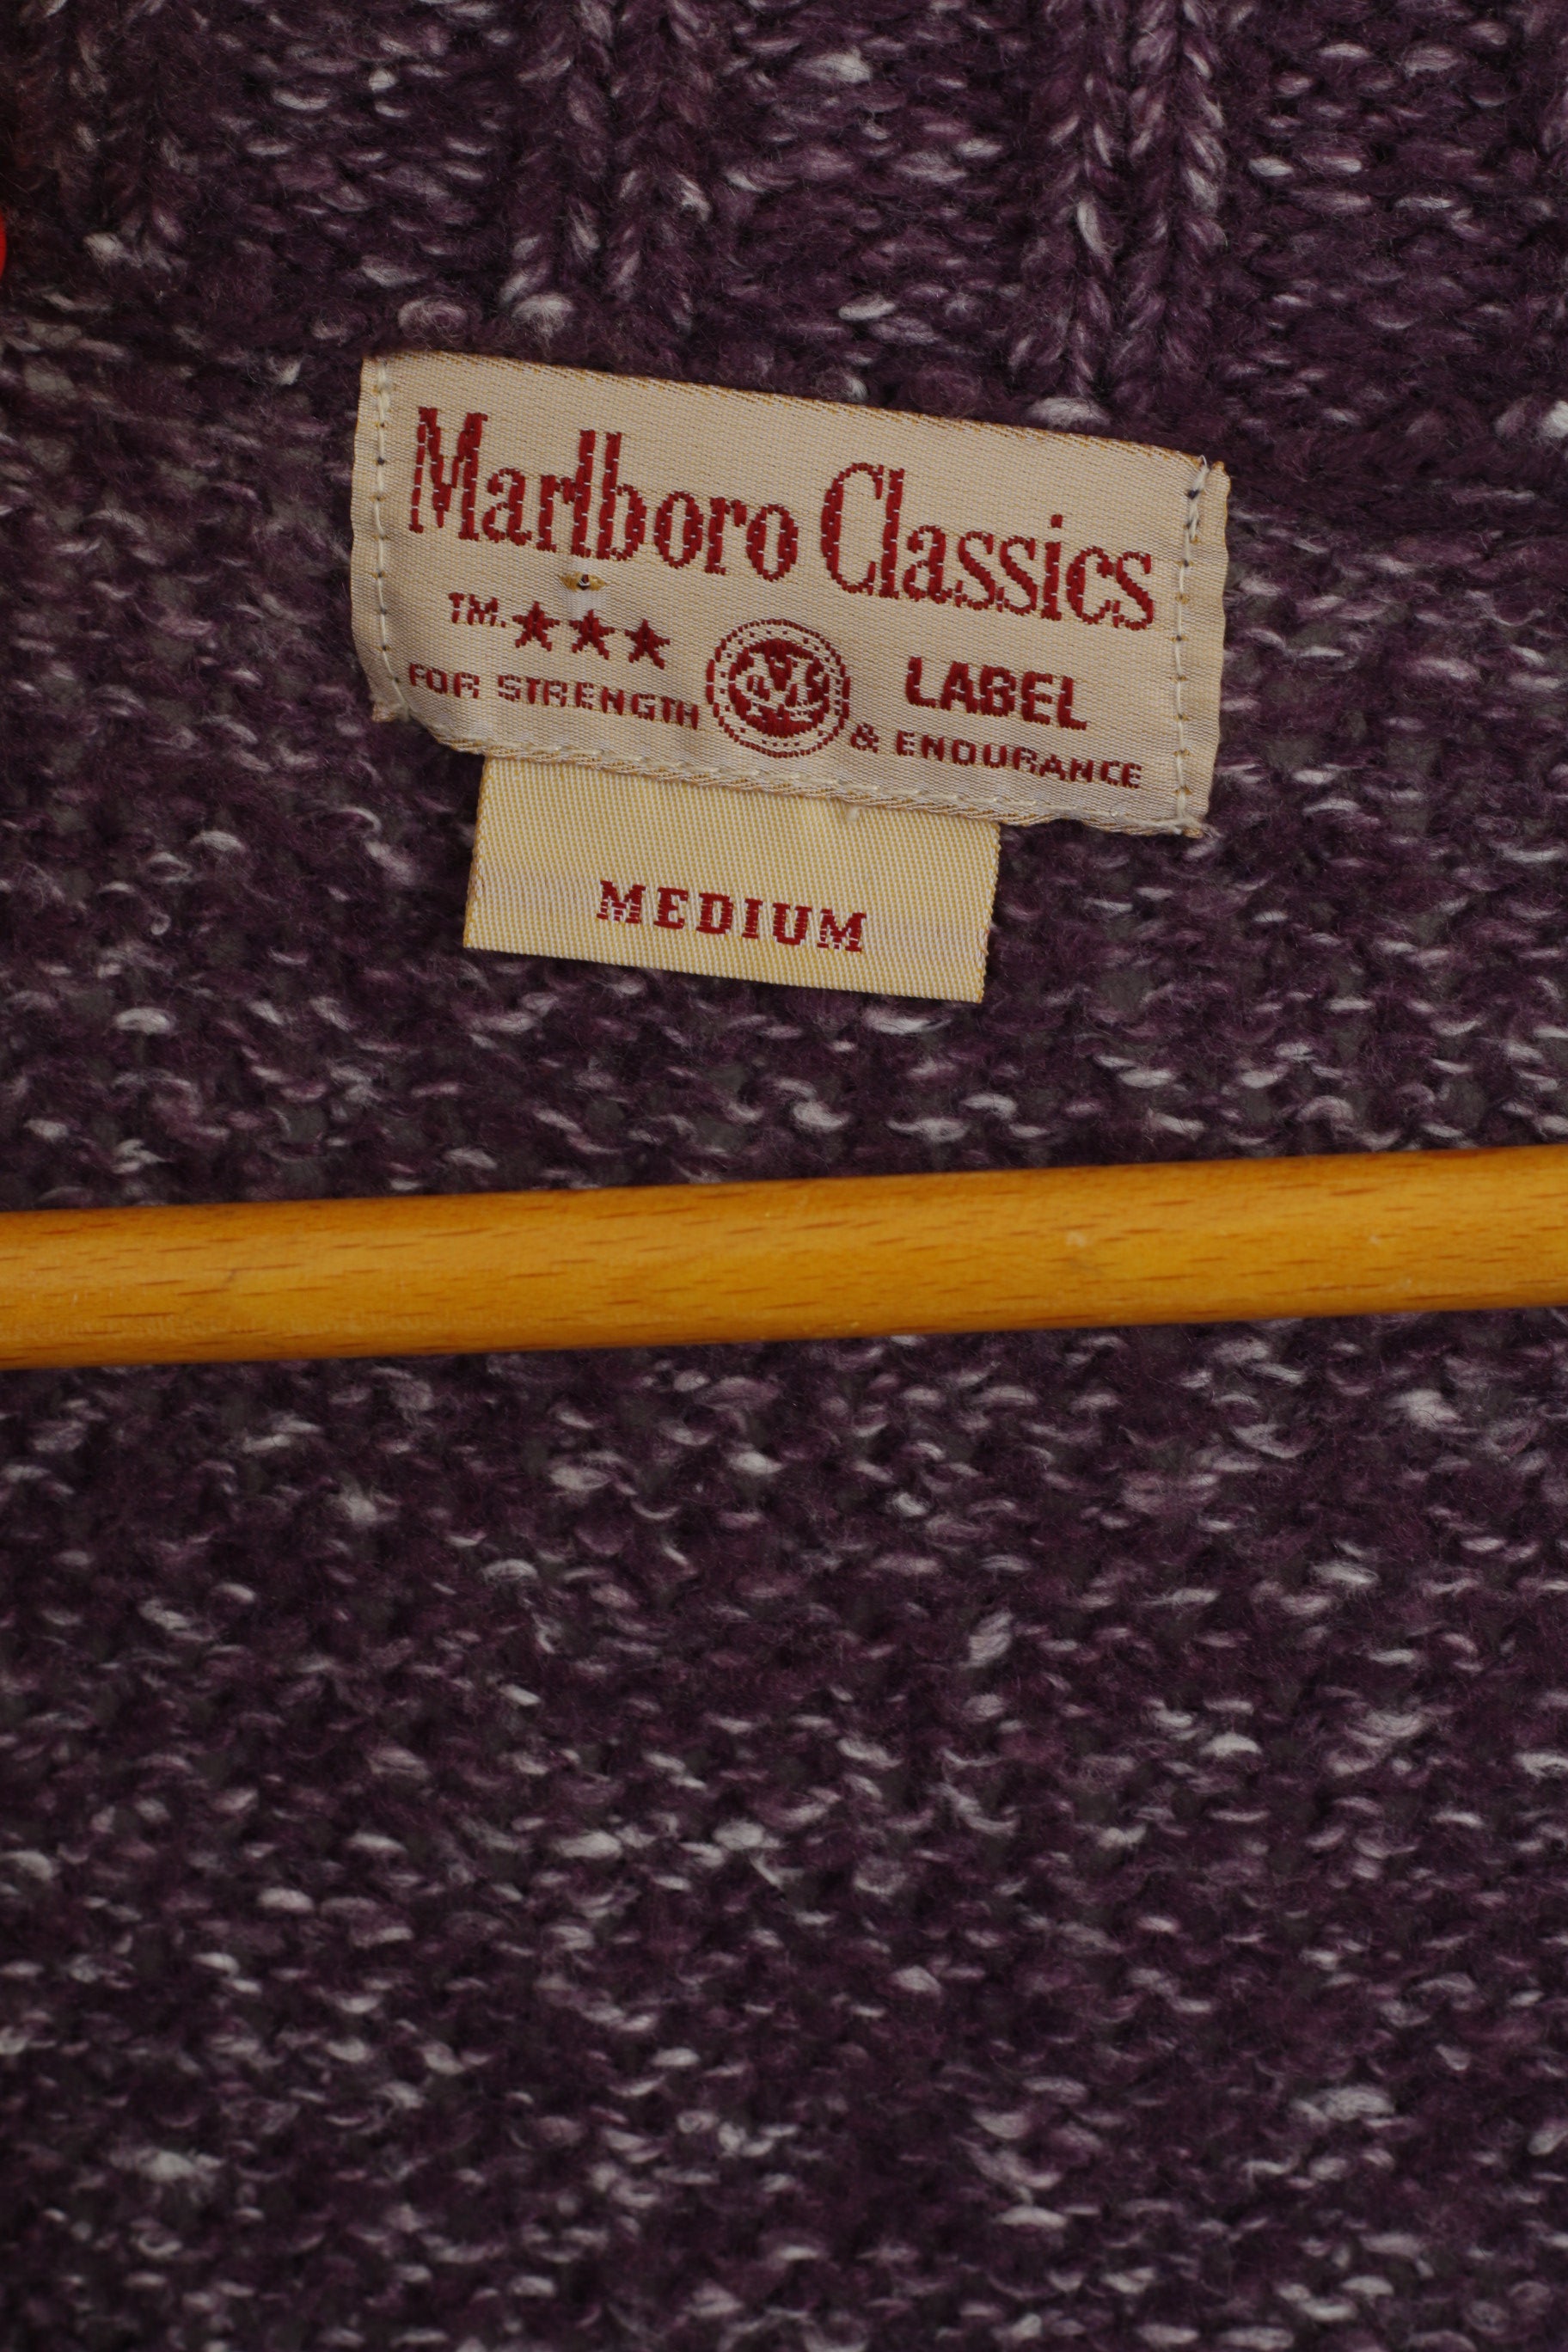 Marlboro Classics
TM. ★★★ LABEL
FOR STRENGTH & ENDURANCE
MEDIUM